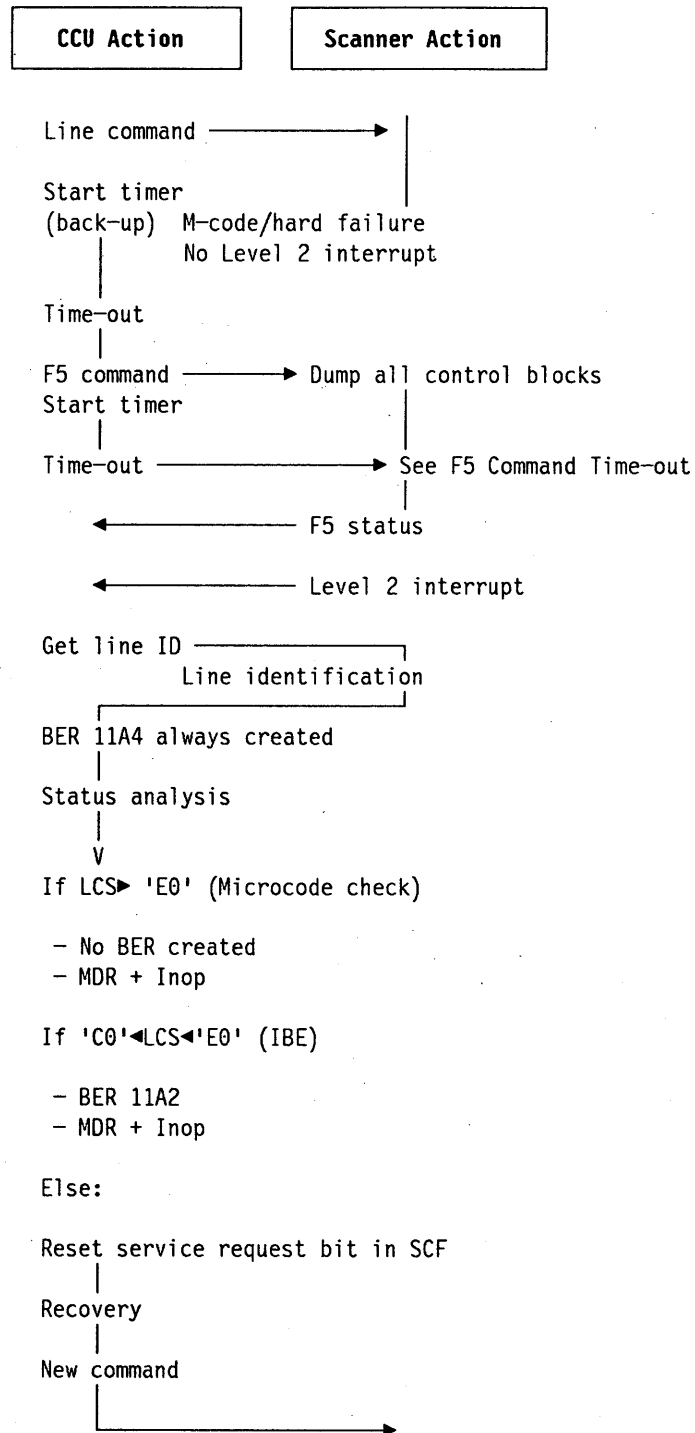 CCU Action
Scanner Action
Line command
Start timer
(back-up) M-code/hard failure
No Level 2 interrupt
Time-out
F5 command
Dump all control blocks
Start timer
Time-out
See F5 Command Time-out
F5 status
Level 2 interrupt
Get line ID
Line identification
BER 11A4 always created
Status analysis
V
If LCS► 'E0' (Microcode check)
- No BER created
- MDR + Inop
If 'C0'◄LCS◄'E0' (IBE)
- BER 11A2
- MDR + Inop
Else:
Reset service request bit in SCF
Recovery
New command